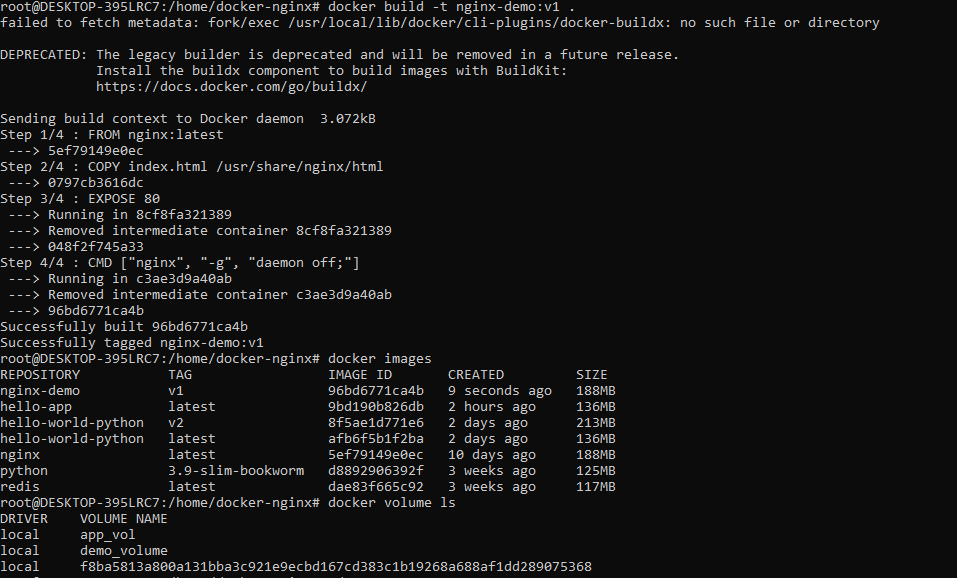 root@DESKTOP-395LRC7:/home/docker-nginx# docker build -t nginx-demo:v1 .
failed to fetch metadata: fork/exec /usr/local/lib/docker/cli-plugins/docker-buildx: no such file or directory
DEPRECATED: The legacy builder is deprecated and will be removed in a future release.
Install the buildx component to build images with BuildKit:
https://docs.docker.com/go/buildx/
Sending build context to Docker daemon  3.072kB
Step 1/4 : FROM nginx:latest
---> 5ef79149e0ec
Step 2/4 : COPY index.html /usr/share/nginx/html
---> 0797cb3616dc
Step 3/4 : EXPOSE 80
---> Running in 8cf8fa321389
---> Removed intermediate container 8cf8fa321389
---> 048f2f745a33
Step 4/4 : CMD ["nginx", "-g", "daemon off;"]
---> Running in c3ae3d9a40ab
---> Removed intermediate container c3ae3d9a40ab
---> 96bd6771ca4b
Successfully built 96bd6771ca4b
Successfully tagged nginx-demo:v1
root@DESKTOP-395LRC7:/home/docker-nginx# docker images
REPOSITORY           TAG                 IMAGE ID       CREATED         SIZE
nginx-demo           v1                  96bd6771ca4b   9 seconds ago   188MB
hello-app            latest              9bd190b826db   2 hours ago     136MB
hello-world-python   v2                  8f5ae1d771e6   2 days ago      213MB
hello-world-python   latest              afb6f5b1f2ba   2 days ago      136MB
nginx                latest              5ef79149e0ec   10 days ago     188MB
python               3.9-slim-bookworm   d8892906392f   3 weeks ago     125MB
redis                latest              dae83f665c92   3 weeks ago     117MB
root@DESKTOP-395LRC7:/home/docker-nginx# docker volume ls
DRIVER    VOLUME NAME
local     app_vol
local     demo_volume
local     f8ba5813a800a131bba3c921e9ecbd167cd383c1b19268a688af1dd289075368